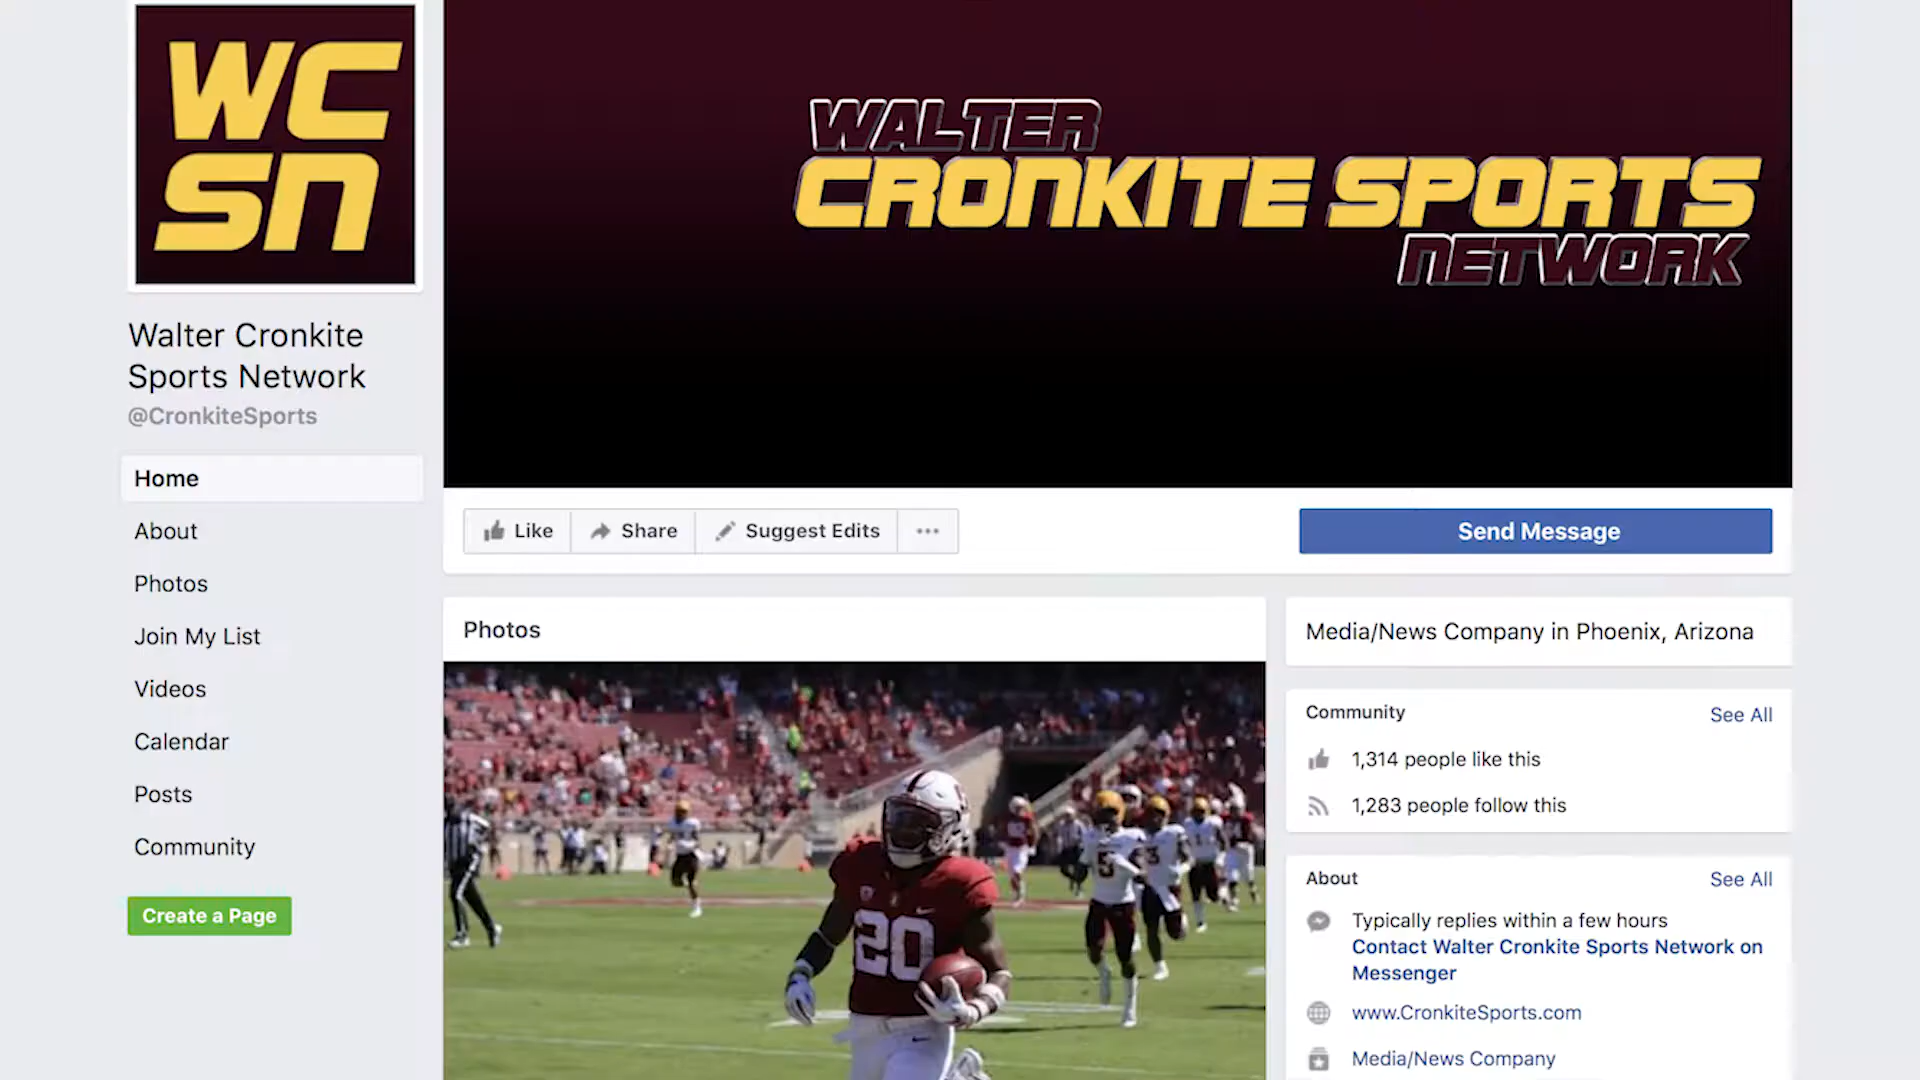 WC
SN
WALTER
CRONKITE SPORTS
NETWORK
Walter Cronkite
Sports Network
@CronkiteSports
Home
About
Photos
Join My List
Videos
Calendar
Posts
Community
Create a Page
Like
Share
Suggest Edits
Send Message
Photos
20
5
3
Media/News Company in Phoenix, Arizona
Community
See All
1,314 people like this
1,283 people follow this
About
See All
Typically replies within a few hours
Contact Walter Cronkite Sports Network on
Messenger
www.CronkiteSports.com
Media/News Company